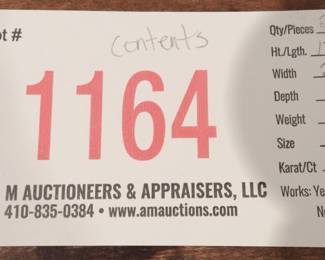 ot #
contents
1164
M AUCTIONEERS & APPRAISERS, LLC
410-835-0384 • www.amauctions.com
Qty/Pieces
Ht./Lgth.
Width
Depth
Weight
Size
Karat/Ct
Works: Ye
N